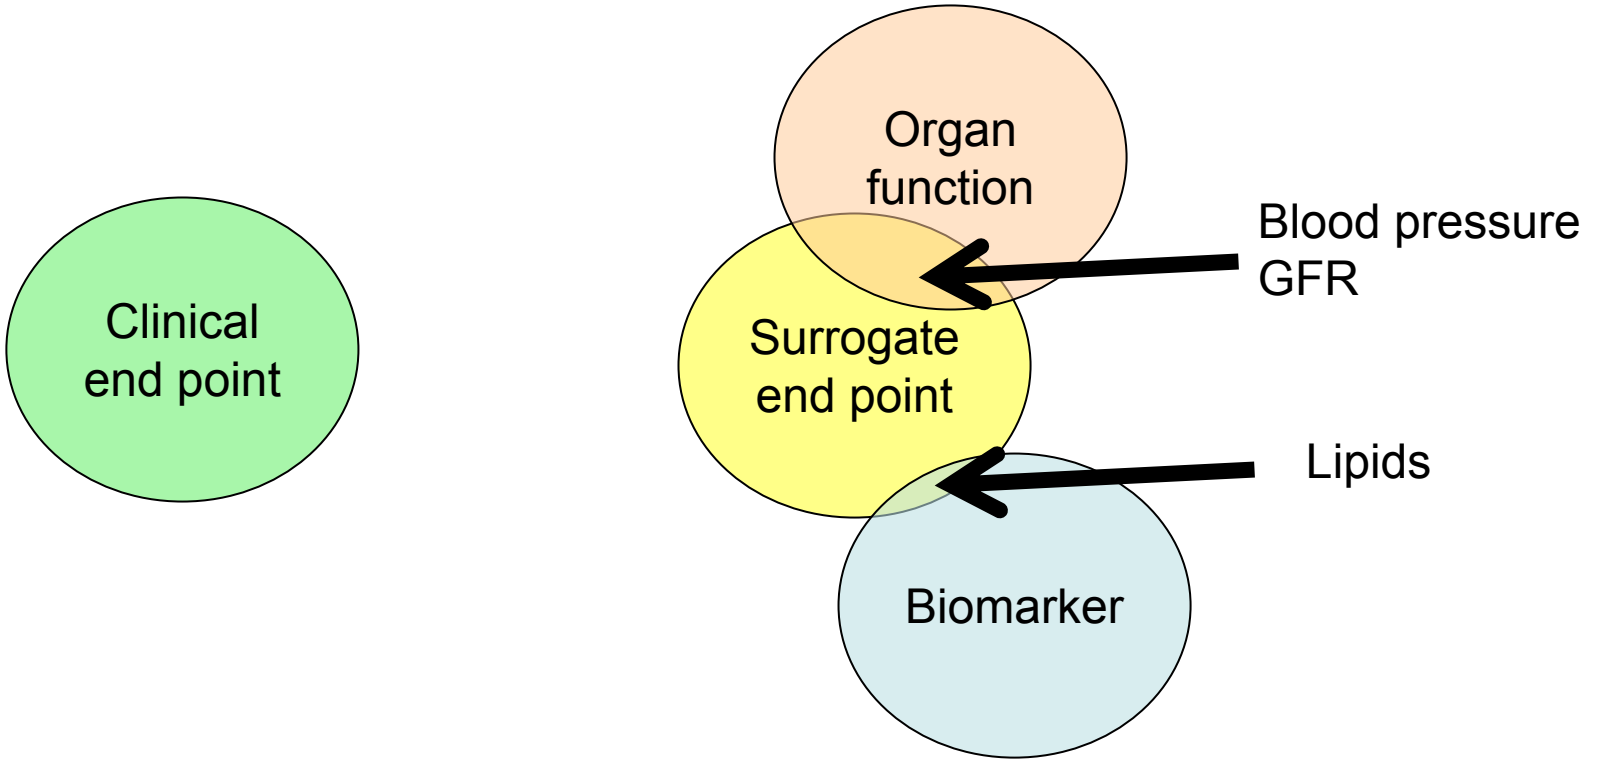 Organ
function
Blood pressure
GFR
Clinical
end point
Surrogate
end point
Lipids
Biomarker